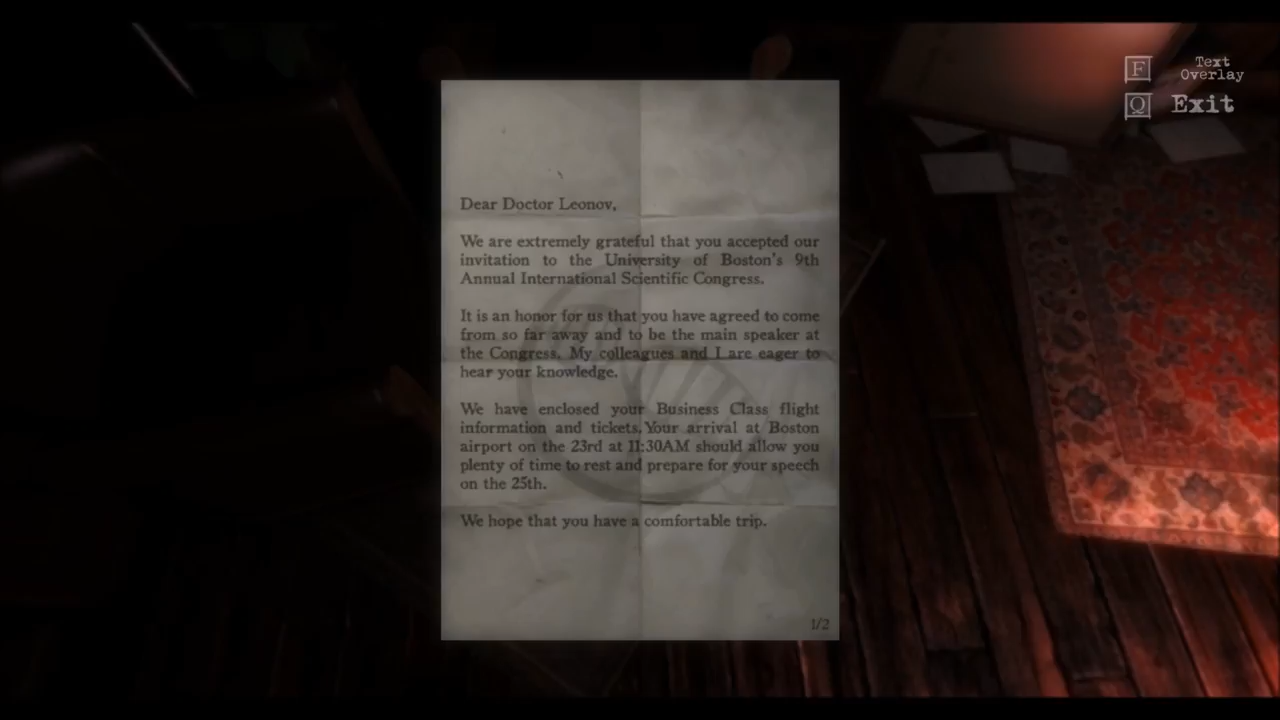 F
Text
Overlay
Q
Exit
Dear Doctor Leonov,
We are extremely grateful that you accepted our
invitation to the University of Boston's 9th
Annual International Scientific Congress.
It is an honor for us that you have agreed to come
from so far away and to be the main speaker at
the Congress. My colleagues and I are eager to
hear your knowledge.
We have enclosed your Business Class flight
information and tickets. Your arrival at Boston
airport on the 23rd at 11:30AM should allow you
plenty of time to rest and prepare for your speech
on the 25th.
We hope that you have a comfortable trip.
1/2